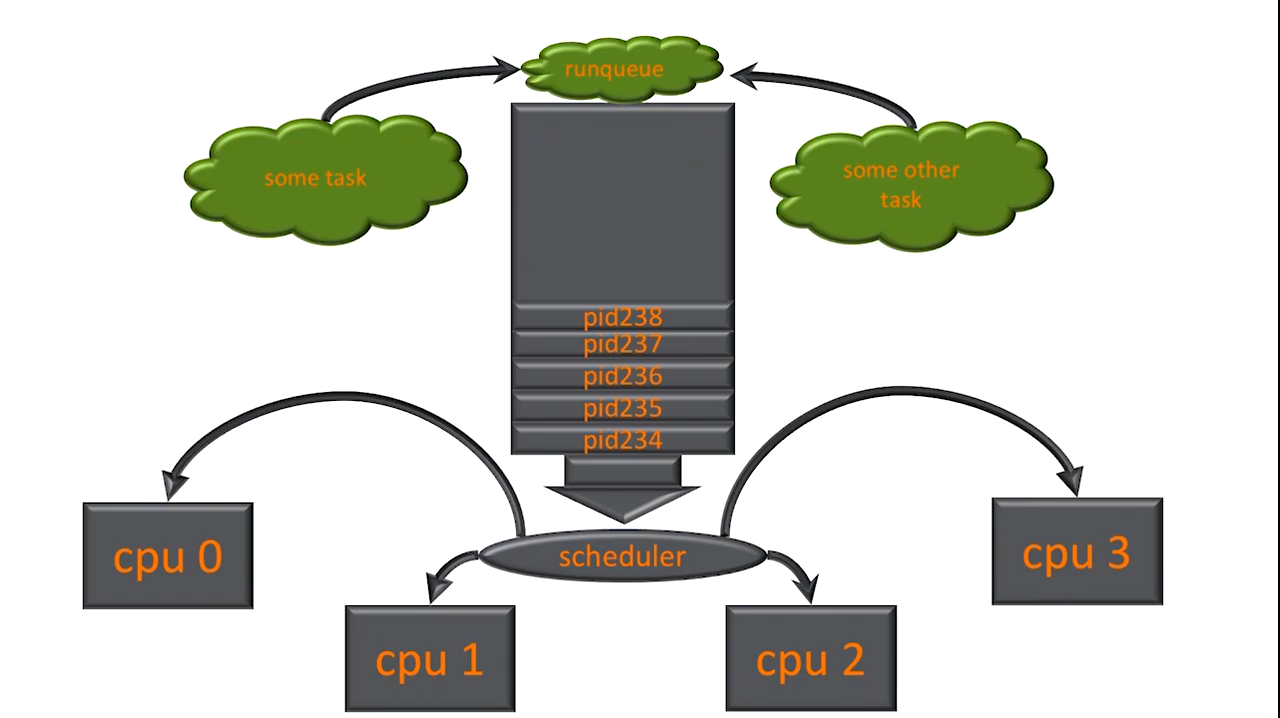 runqueue
some task
some other
task
pid238
pid237
pid236
pid235
pid234
scheduler
cpu 0
cpu 3
cpu 1
cpu 2